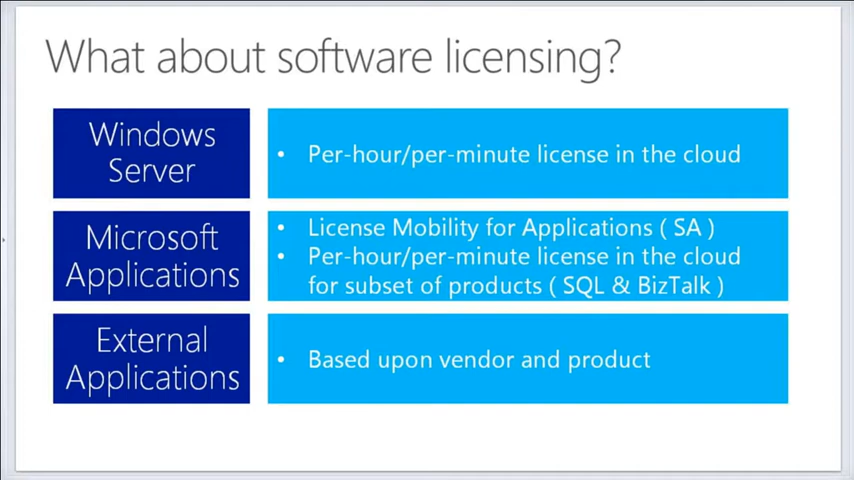 What about software licensing?
Windows
Server
• Per-hour/per-minute license in the cloud
Microsoft
Applications
• License Mobility for Applications ( SA )
• Per-hour/per-minute license in the cloud
for subset of products ( SQL & BizTalk )
External
Applications
• Based upon vendor and product